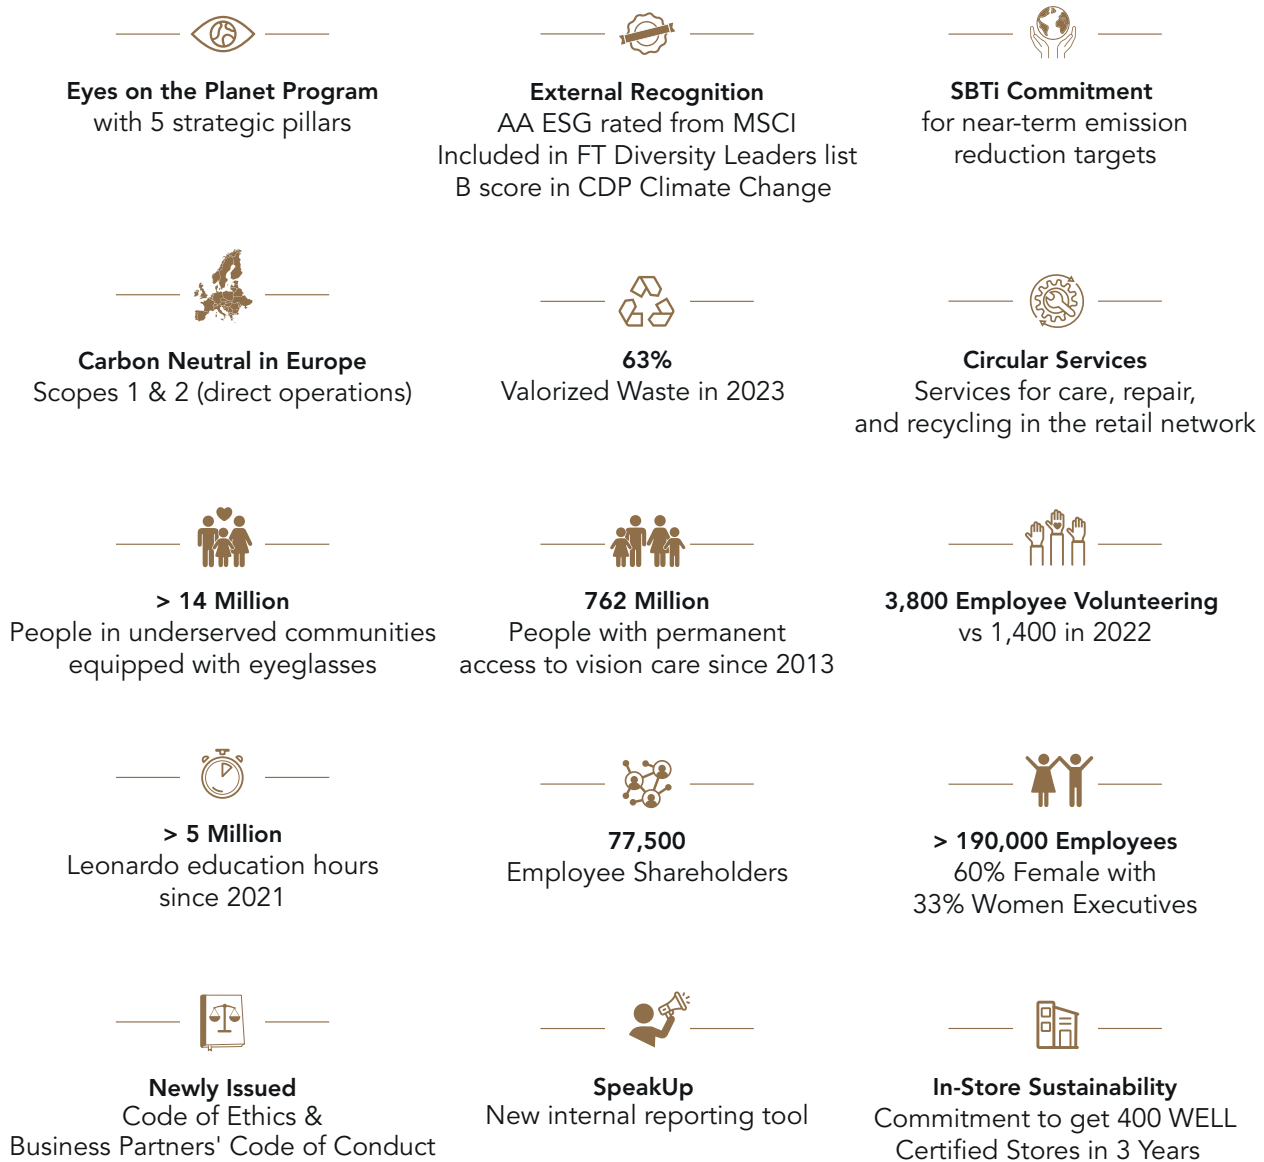 Eyes on the Planet Program
with 5 strategic pillars
External Recognition
AA ESG rated from MSCI
Included in FT Diversity Leaders list
B score in CDP Climate Change
SBTi Commitment
for near-term emission
reduction targets
Carbon Neutral in Europe
Scopes 1 & 2 (direct operations)
63%
Valorized Waste in 2023
Circular Services
Services for care, repair,
and recycling in the retail network
> 14 Million
People in underserved communities
equipped with eyeglasses
762 Million
People with permanent
access to vision care since 2013
3,800 Employee Volunteering
vs 1,400 in 2022
> 5 Million
Leonardo education hours
since 2021
77,500
Employee Shareholders
> 190,000 Employees
60% Female with
33% Women Executives
Newly Issued
Code of Ethics &
Business Partners' Code of Conduct
SpeakUp
New internal reporting tool
In-Store Sustainability
Commitment to get 400 WELL
Certified Stores in 3 Years